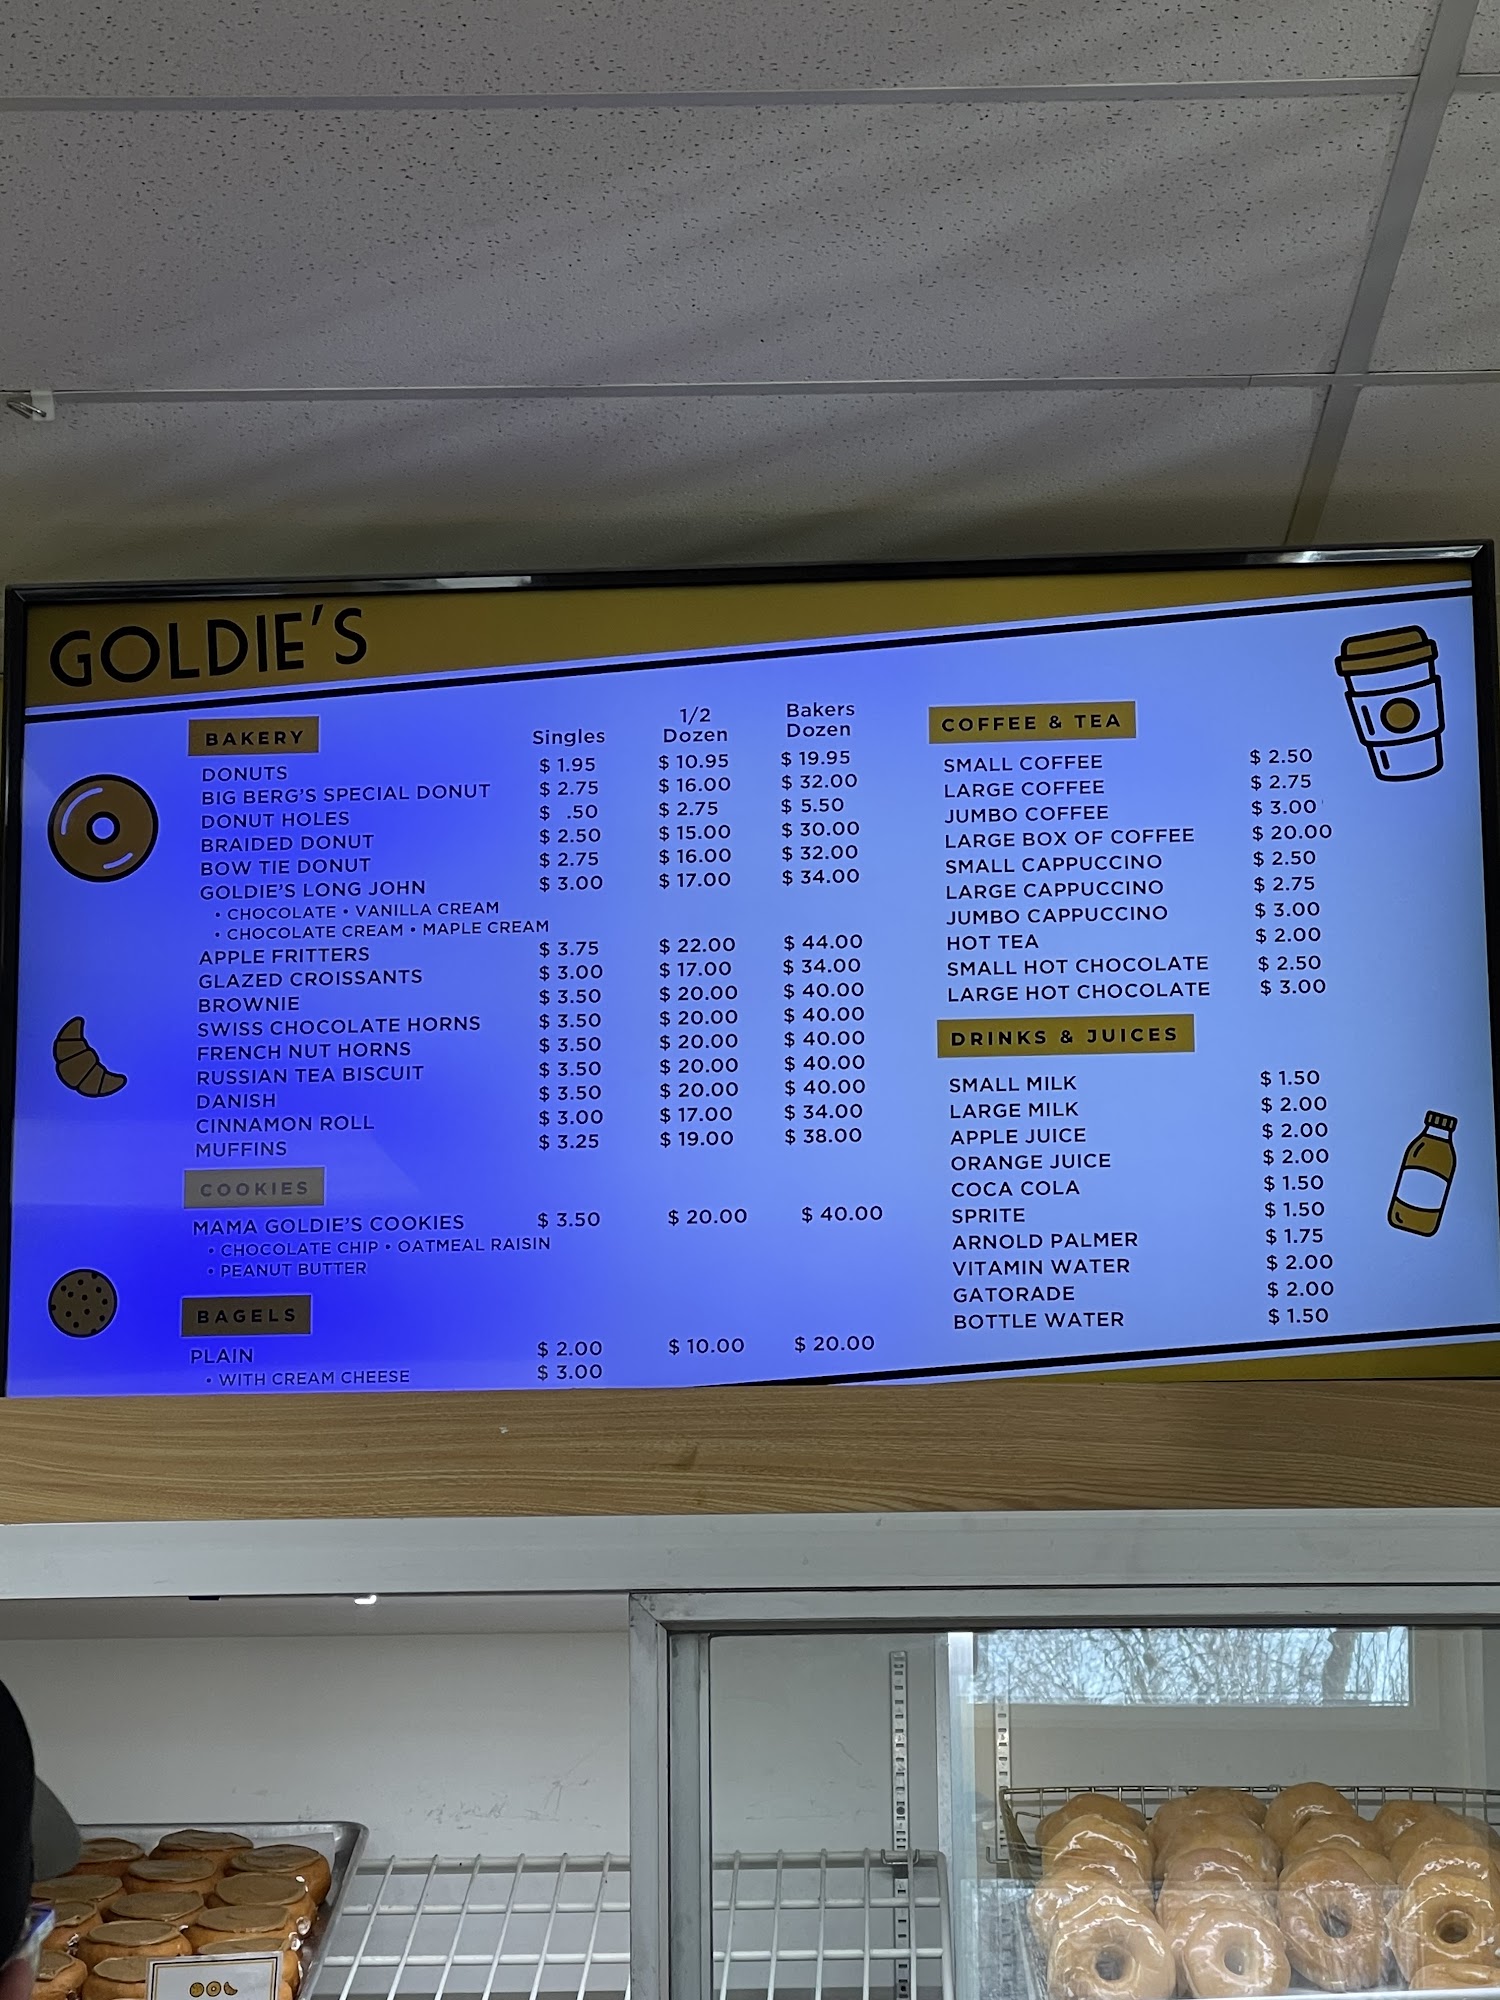 GOLDIE'S
BAKERY Singles 1/2 Dozen Bakers Dozen
DONUTS $ 1.95 $ 10.95 $ 19.95
BIG BERG'S SPECIAL DONUT $ 2.75 $ 16.00 $ 32.00
DONUT HOLES $ .50 $ 2.75 $ 5.50
BRAIDED DONUT $ 2.50 $ 15.00 $ 30.00
BOW TIE DONUT $ 2.75 $ 16.00 $ 32.00
GOLDIE'S LONG JOHN $ 3.00 $ 17.00 $ 34.00
• CHOCOLATE • VANILLA CREAM
• CHOCOLATE CREAM • MAPLE CREAM
APPLE FRITTERS $ 3.75 $ 22.00 $ 44.00
GLAZED CROISSANTS $ 3.00 $ 17.00 $ 34.00
BROWNIE $ 3.50 $ 20.00 $ 40.00
SWISS CHOCOLATE HORNS $ 3.50 $ 20.00 $ 40.00
FRENCH NUT HORNS $ 3.50 $ 20.00 $ 40.00
RUSSIAN TEA BISCUIT $ 3.50 $ 20.00 $ 40.00
DANISH $ 3.50 $ 20.00 $ 40.00
CINNAMON ROLL $ 3.00 $ 17.00 $ 34.00
MUFFINS $ 3.25 $ 19.00 $ 38.00
COOKIES
MAMA GOLDIE'S COOKIES $ 3.50 $ 20.00 $ 40.00
• CHOCOLATE CHIP • OATMEAL RAISIN
• PEANUT BUTTER
BAGELS
PLAIN $ 2.00 $ 10.00 $ 20.00
• WITH CREAM CHEESE $ 3.00
COFFEE & TEA
SMALL COFFEE $ 2.50
LARGE COFFEE $ 2.75
JUMBO COFFEE $ 3.00
LARGE BOX OF COFFEE $ 20.00
SMALL CAPPUCCINO $ 2.50
LARGE CAPPUCCINO $ 2.75
JUMBO CAPPUCCINO $ 3.00
HOT TEA $ 2.00
SMALL HOT CHOCOLATE $ 2.50
LARGE HOT CHOCOLATE $ 3.00
DRINKS & JUICES
SMALL MILK $ 1.50
LARGE MILK $ 2.00
APPLE JUICE $ 2.00
ORANGE JUICE $ 2.00
COCA COLA $ 1.50
SPRITE $ 1.50
ARNOLD PALMER $ 1.75
VITAMIN WATER $ 2.00
GATORADE $ 2.00
BOTTLE WATER $ 1.50